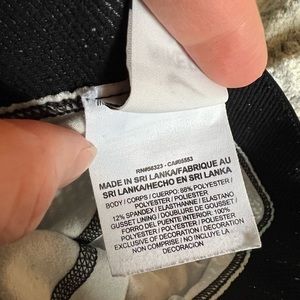 RN#56323 - CA#05553
MADE IN SRI LANKA/FABRIQUE AU
SRI LANKA/HECHO EN SRI LANKA
BODY / CORPS / CUERPO: 88% POLYESTER/
POLYESTER / POLIÉSTER
12% SPANDEX / ELASTHANNE / ELASTANO
GUSSET LINING / DOUBLURE DE GOUSSET /
FORRO DEL PUENTE INTERIOR: 100%
POLYESTER / POLYESTER / POLIÉSTER
EXCLUSIVE OF DECORATION / DÉCORATION
NON COMPRISE / NO INCLUYE LA
DECORACIÓN